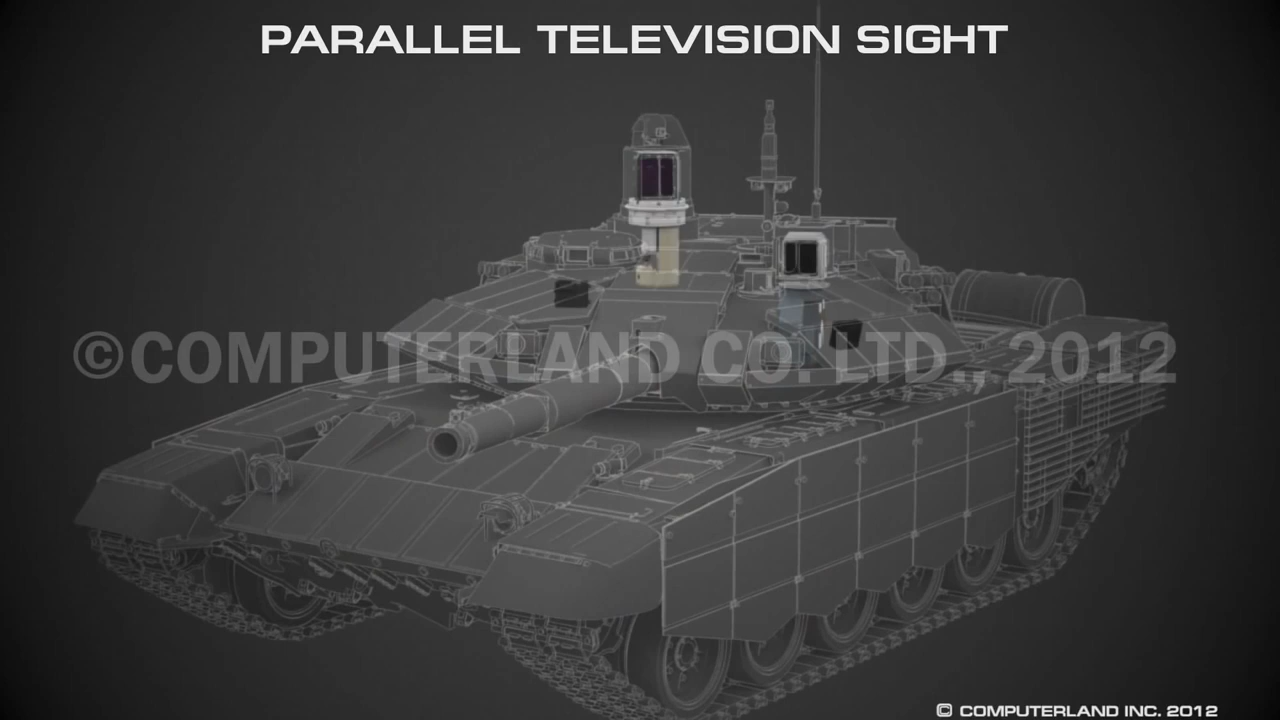 PARALLEL TELEVISION SIGHT
©COMPUTERLAND CO. LTD., 2012
© COMPUTERLAND INC. 2012